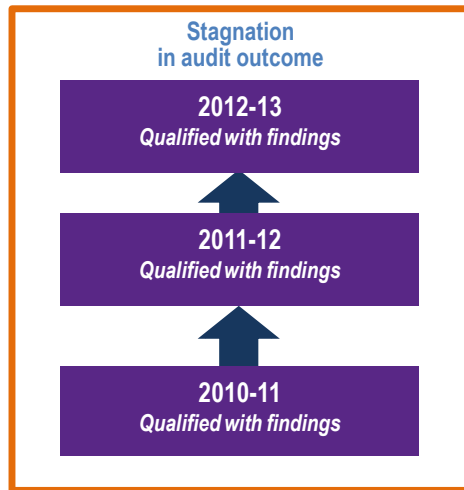 Stagnation
in audit outcome
2012-13
Qualified with findings
2011-12
Qualified with findings
2010-11
Qualified with findings